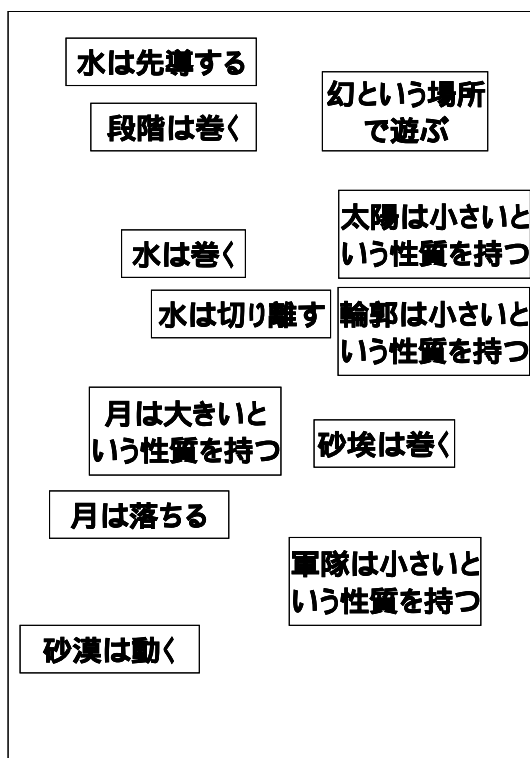 水は先導する
幻という場所
で遊ぶ
段階は巻く
太陽は小さいと
いう性質を持つ
水は巻く
水は切り離す
輪郭は小さいと
いう性質を持つ
月は大きいと
いう性質を持つ
砂埃は巻く
月は落ちる
軍隊は小さいと
いう性質を持つ
砂漠は動く